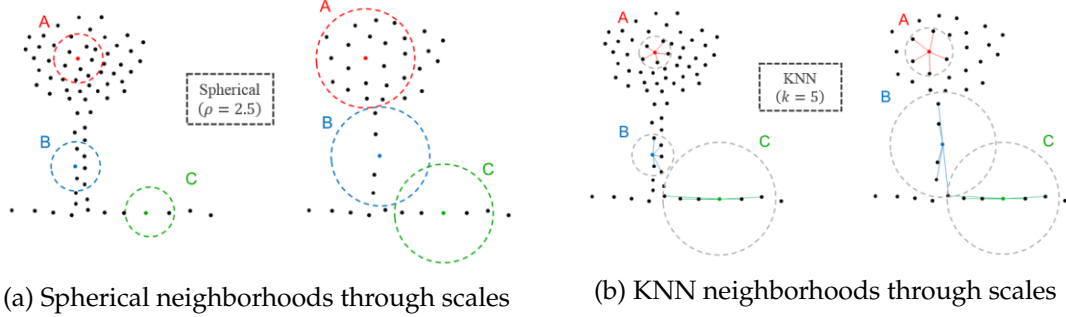 A
Spherical
(ρ = 2.5)
B
C
A
B
C
(a) Spherical neighborhoods through scales
A
KNN
(k = 5)
B
C
A
B
C
(b) KNN neighborhoods through scales